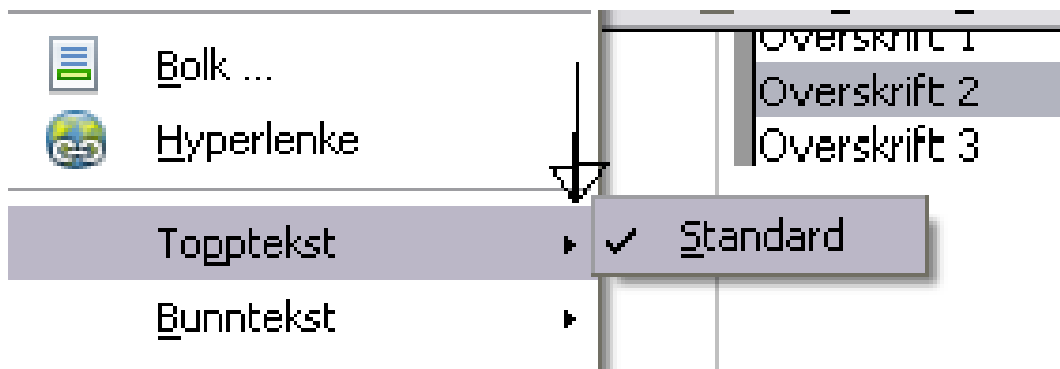 Bolk ...
Hyperlenke
Topptekst
Standard
Bunntekst
Overskrift 1
Overskrift 2
Overskrift 3